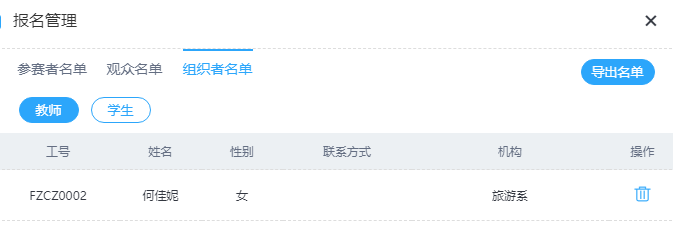 报名管理
参赛者名单 观众名单 组织者名单 导出名单
教师 学生
工号 姓名 性别 联系方式 机构 操作
FZCZ0002 何佳妮 女 旅游系